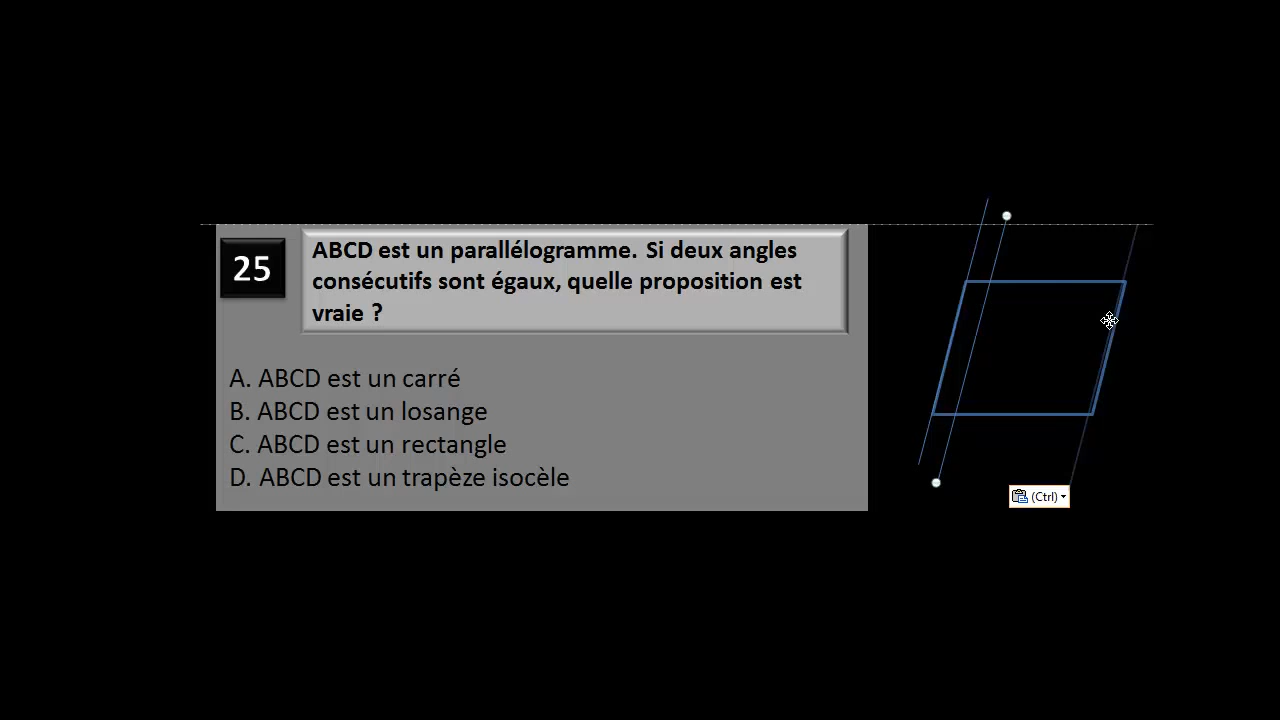 25
ABCD est un parallélogramme. Si deux angles
consécutifs sont égaux, quelle proposition est
vraie ?
A. ABCD est un carré
B. ABCD est un losange
C. ABCD est un rectangle
D. ABCD est un trapèze isocèle
(Ctrl)